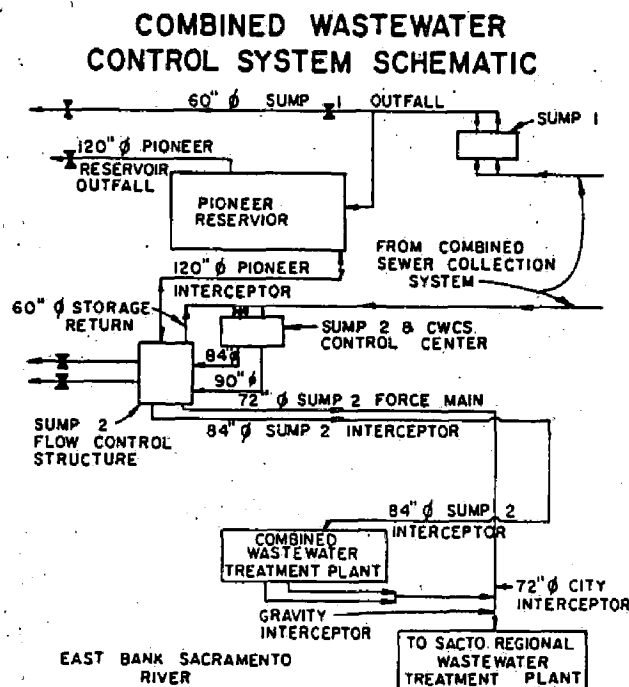 COMBINED WASTEWATER
CONTROL SYSTEM SCHEMATIC
60" ϕ SUMP 1 OUTFALL
SUMP 1
120" ϕ PIONEER
RESERVOIR
OUTFALL
PIONEER
RESERVIOR
FROM COMBINED
SEWER COLLECTION
SYSTEM
120" ϕ PIONEER
INTERCEPTOR
60" ϕ STORAGE
RETURN
SUMP 2 & CWCS
CONTROL CENTER
84" ϕ
90" ϕ
72" ϕ SUMP 2 FORCE MAIN
84" ϕ SUMP 2 INTERCEPTOR
SUMP 2
FLOW CONTROL
STRUCTURE
84" ϕ SUMP 2
INTERCEPTOR
COMBINED
WASTEWATER
TREATMENT PLANT
72" ϕ CITY
INTERCEPTOR
GRAVITY
INTERCEPTOR
TO SACTO. REGIONAL
WASTEWATER
TREATMENT PLANT
EAST BANK SACRAMENTO
RIVER